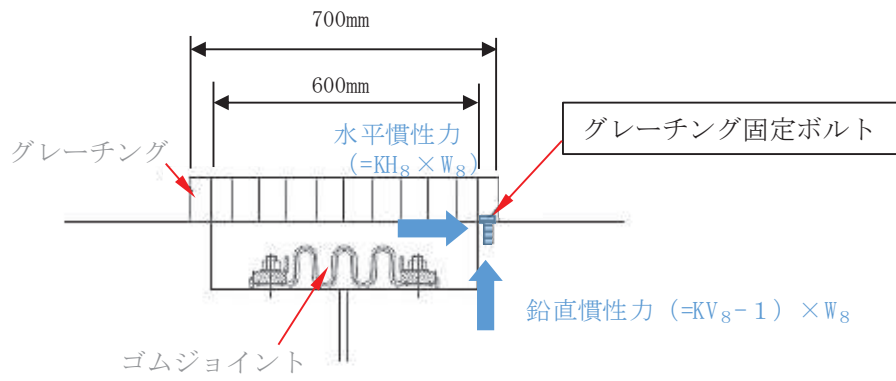 700mm
600mm
水平慣性力
(=KH₈×W₈)
グレーチング固定ボルト
グレーチング
鉛直慣性力 (=KV₈-1) ×W₈
ゴムジョイント